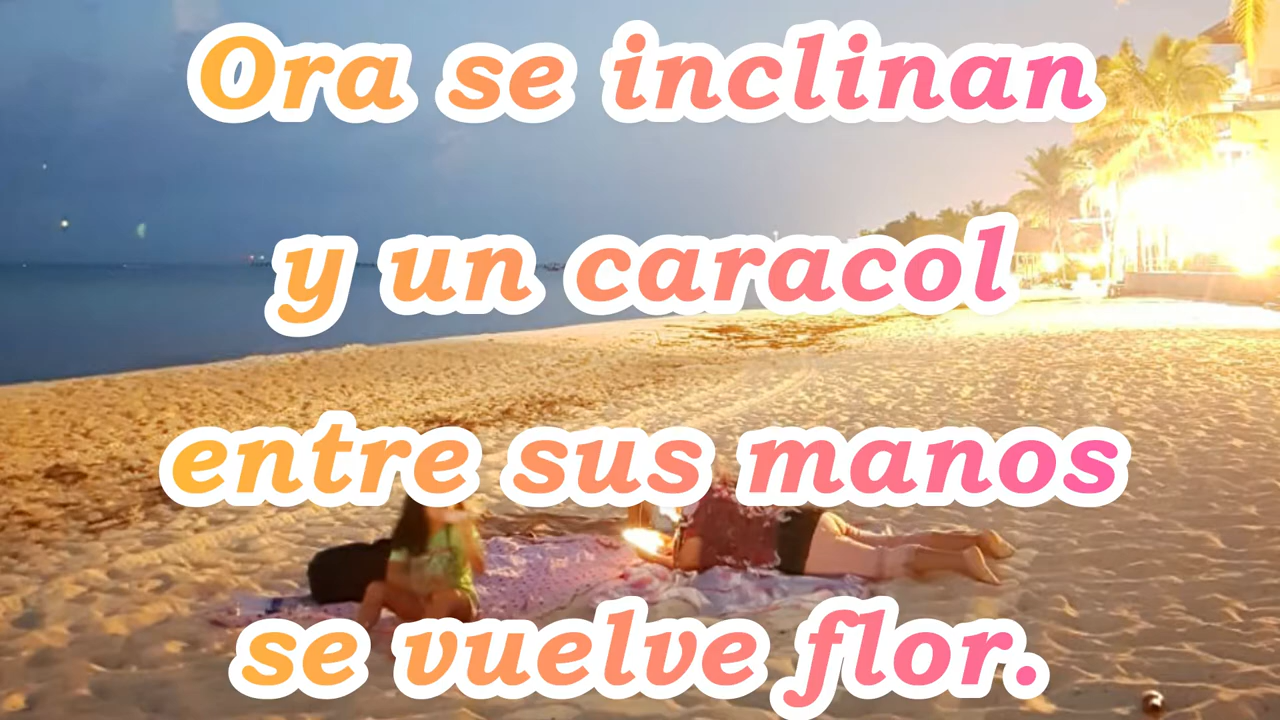 Ora se inclinan
y un caracol
entre sus manos
se vuelve flor.